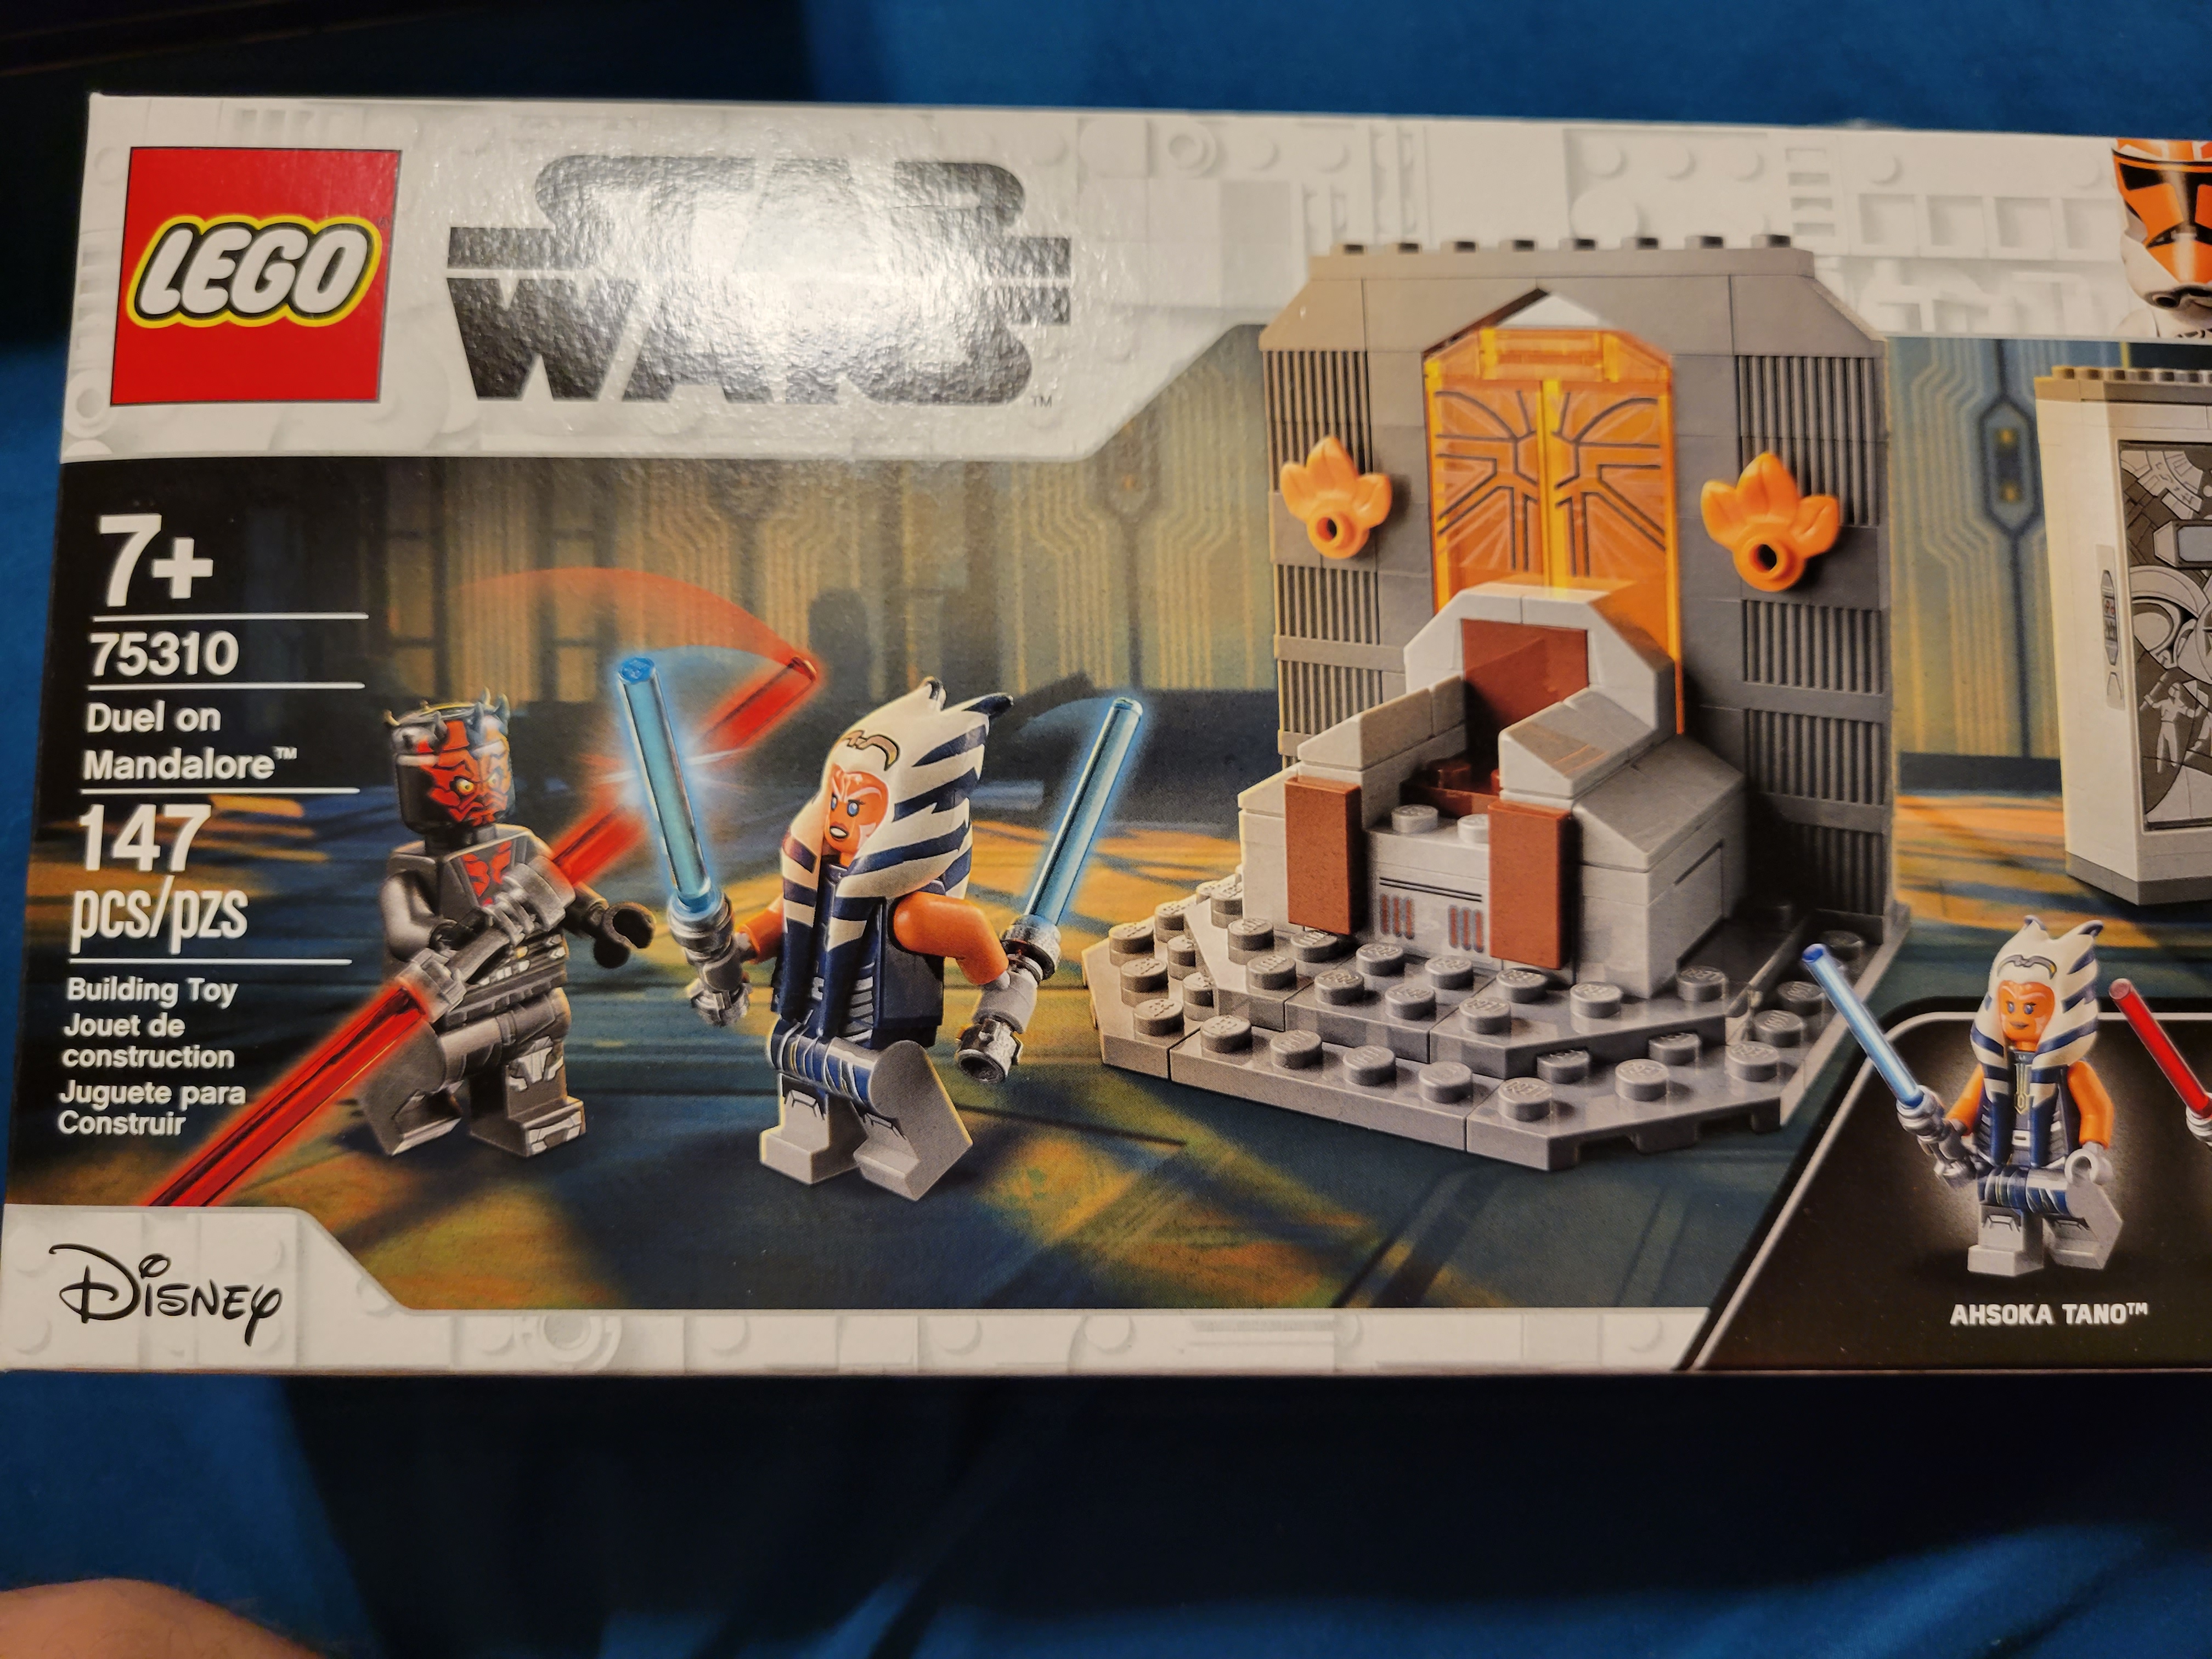 LEGO
STAR
WARS™
7+
75310
Duel on
Mandalore™
147
pcs/pzs
Building Toy
Jouet de
construction
Juguete para
Construir
Disney
AHSOKA TANO™